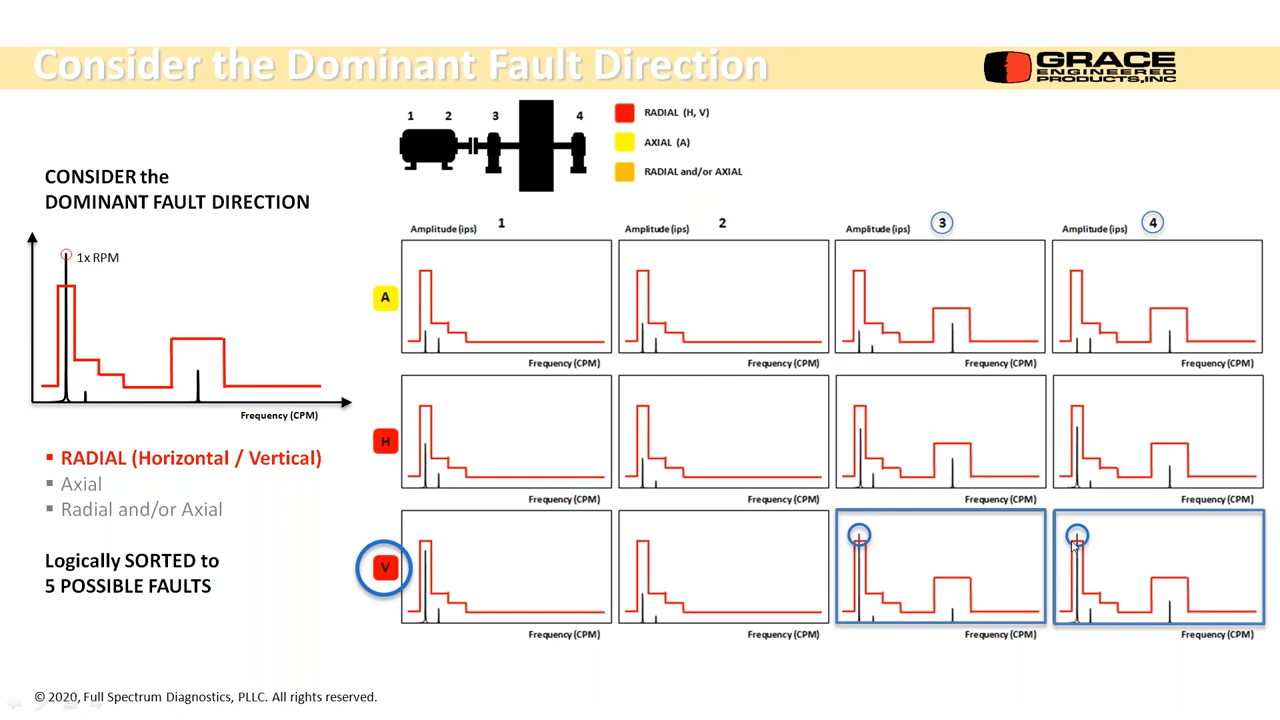 Consider the Dominant Fault Direction
GRACE
ENGINEERED
PRODUCTS, INC
1 2 3 4
RADIAL (H, V)
AXIAL (A)
RADIAL and/or AXIAL
CONSIDER the
DOMINANT FAULT DIRECTION
1x RPM
Frequency (CPM)
▪ RADIAL (Horizontal / Vertical)
▪ Axial
▪ Radial and/or Axial
Logically SORTED to
5 POSSIBLE FAULTS
Amplitude (ips) 1 Amplitude (ips) 2 Amplitude (ips) 3 Amplitude (ips) 4
A
Frequency (CPM) Frequency (CPM) Frequency (CPM) Frequency (CPM)
H
Frequency (CPM) Frequency (CPM) Frequency (CPM) Frequency (CPM)
V
Frequency (CPM) Frequency (CPM) Frequency (CPM) Frequency (CPM)
© 2020, Full Spectrum Diagnostics, PLLC. All rights reserved.